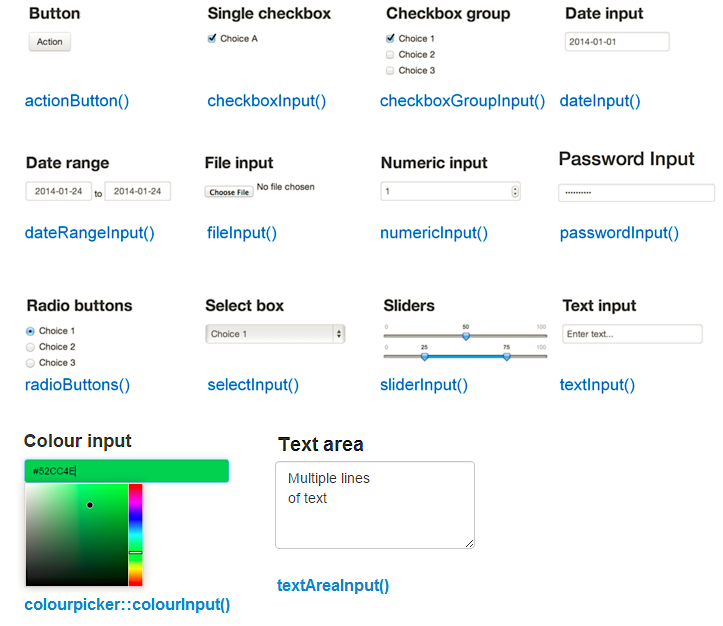 Button
Action
actionButton()
Single checkbox
Choice A
checkboxInput()
Checkbox group
Choice 1
Choice 2
Choice 3
checkboxGroupInput()
Date input
2014-01-01
dateInput()
Date range
2014-01-24 to 2014-01-24
dateRangeInput()
File input
Choose File No file chosen
fileInput()
Numeric input
1
numericInput()
Password Input
••••••••••
passwordInput()
Radio buttons
Choice 1
Choice 2
Choice 3
radioButtons()
Select box
Choice 1
selectInput()
Sliders
0 50 100
0 25 75 100
sliderInput()
Text input
Enter text...
textInput()
Colour input
#52CC4E
colourpicker::colourInput()
Text area
Multiple lines
of text
textAreaInput()